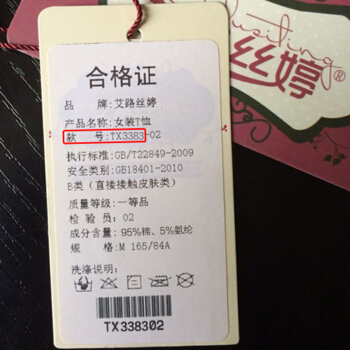 usiting
丝婷
合格证
品 牌:艾路丝婷
产品名称:女装T恤
款 号:TX3383-02
执行标准:GB/T22849-2009
安全类别:GB18401-2010
B类（直接接触皮肤类）
质量等级:一等品
检 验 员:02
成分含量:95%棉、5%氨纶
规 格:M 165/84A
洗涤说明:
TX338302